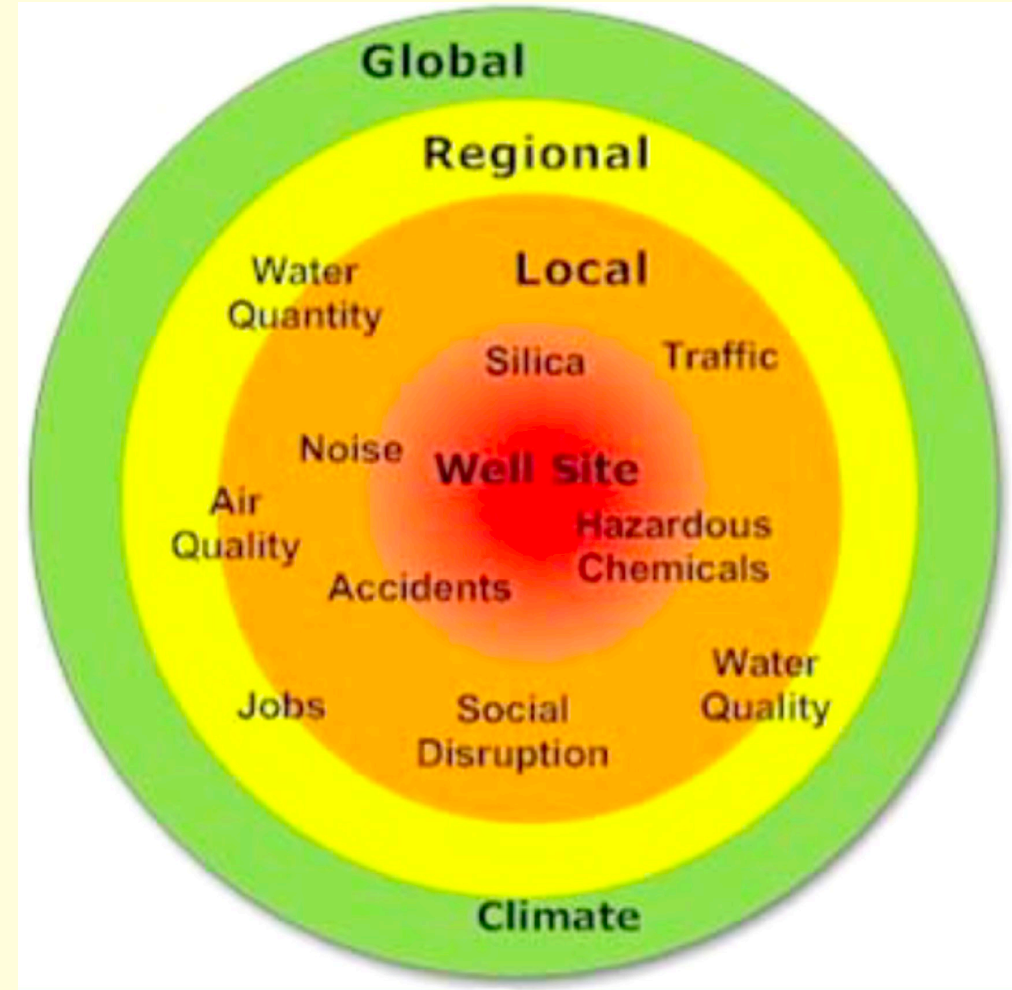 Global
Regional
Local
Water
Quantity
Silica
Traffic
Noise
Well Site
Air
Quality
Hazardous
Chemicals
Accidents
Water
Quality
Jobs
Social
Disruption
Climate